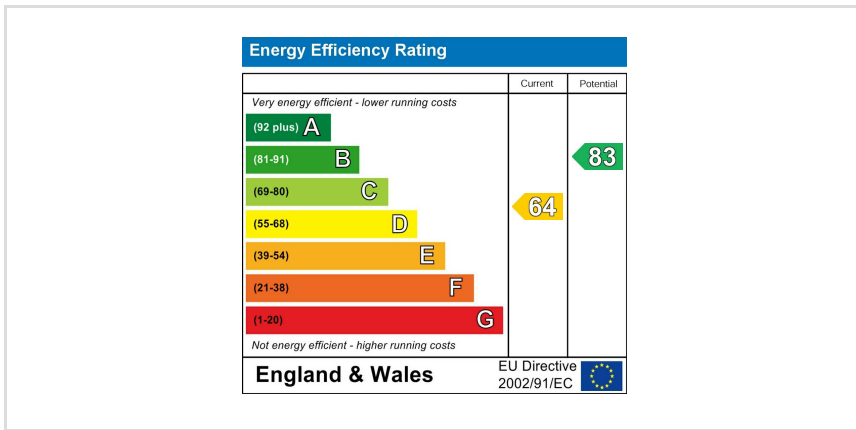 Energy Efficiency Rating
Current Potential
Very energy efficient - lower running costs
(92 plus) A
(81-91) B
83
(69-80) C
64
(55-68) D
(39-54) E
(21-38) F
(1-20) G
Not energy efficient - higher running costs
England & Wales
EU Directive
2002/91/EC